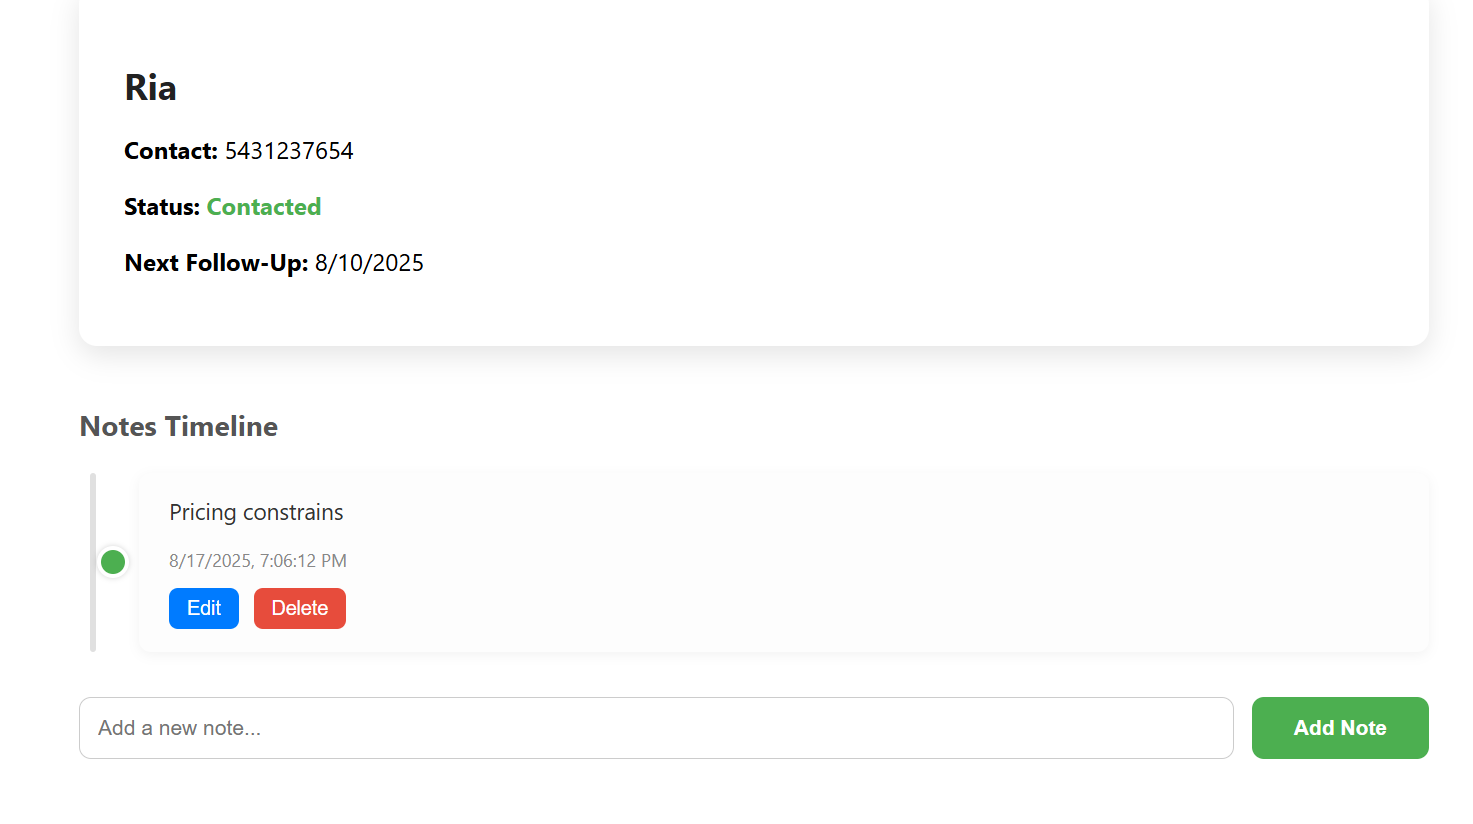 Ria
Contact: 5431237654
Status: Contacted
Next Follow-Up: 8/10/2025
Notes Timeline
Pricing constrains
8/17/2025, 7:06:12 PM
Edit Delete
Add a new note... Add Note